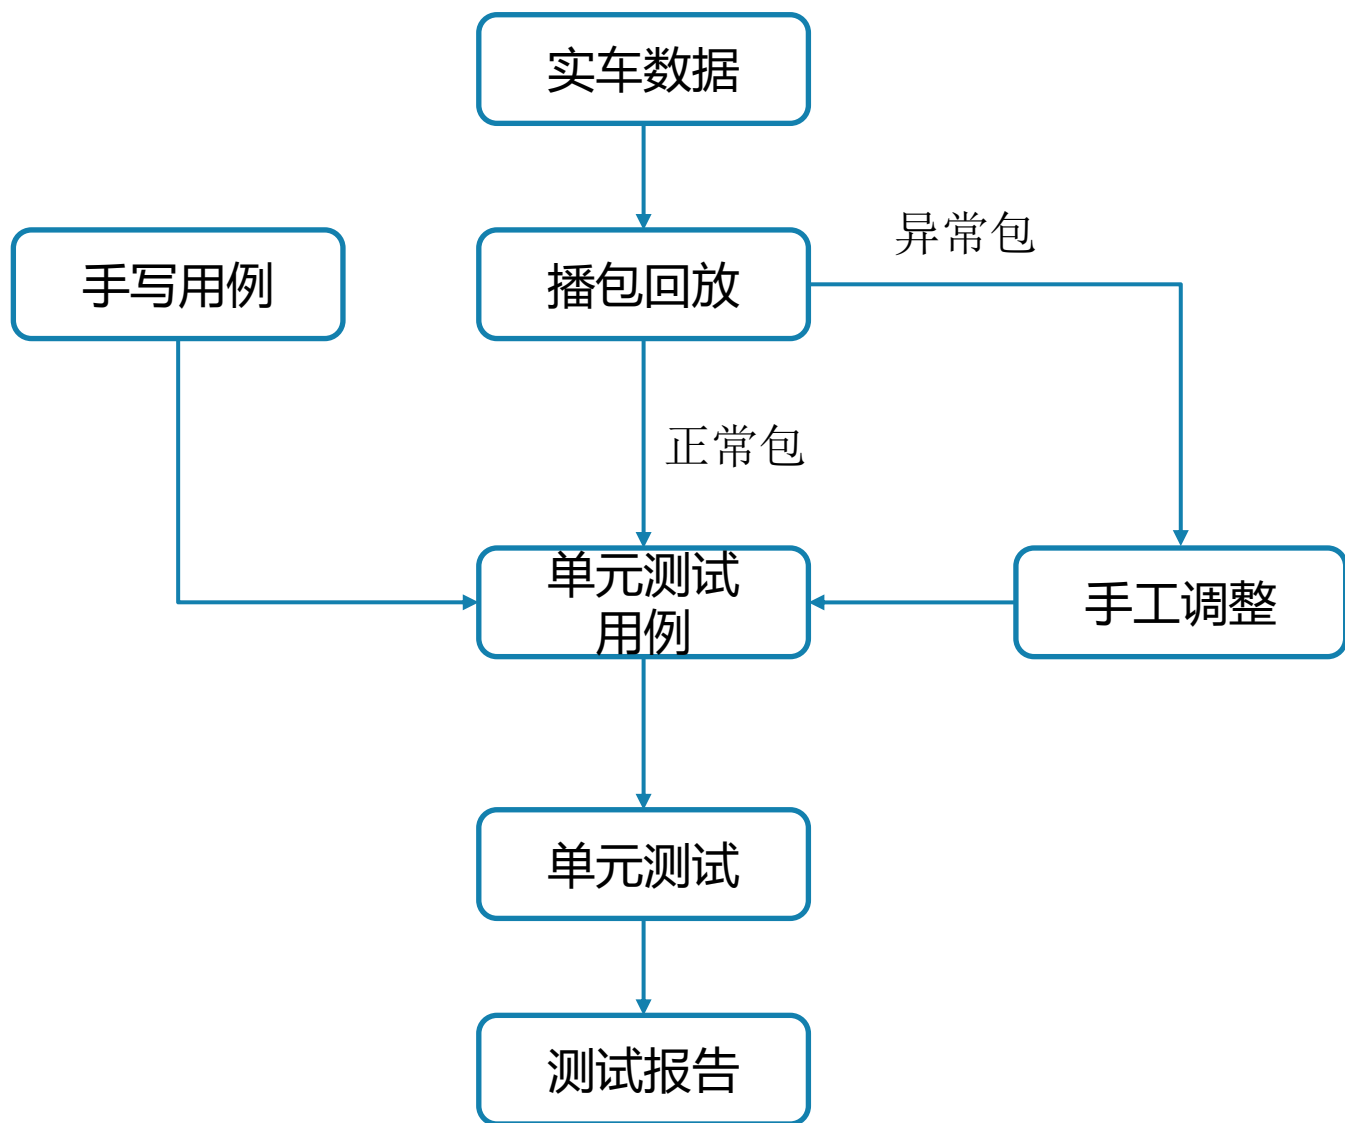 实车数据
异常包
手写用例
播包回放
正常包
单元测试
用例
手工调整
单元测试
测试报告